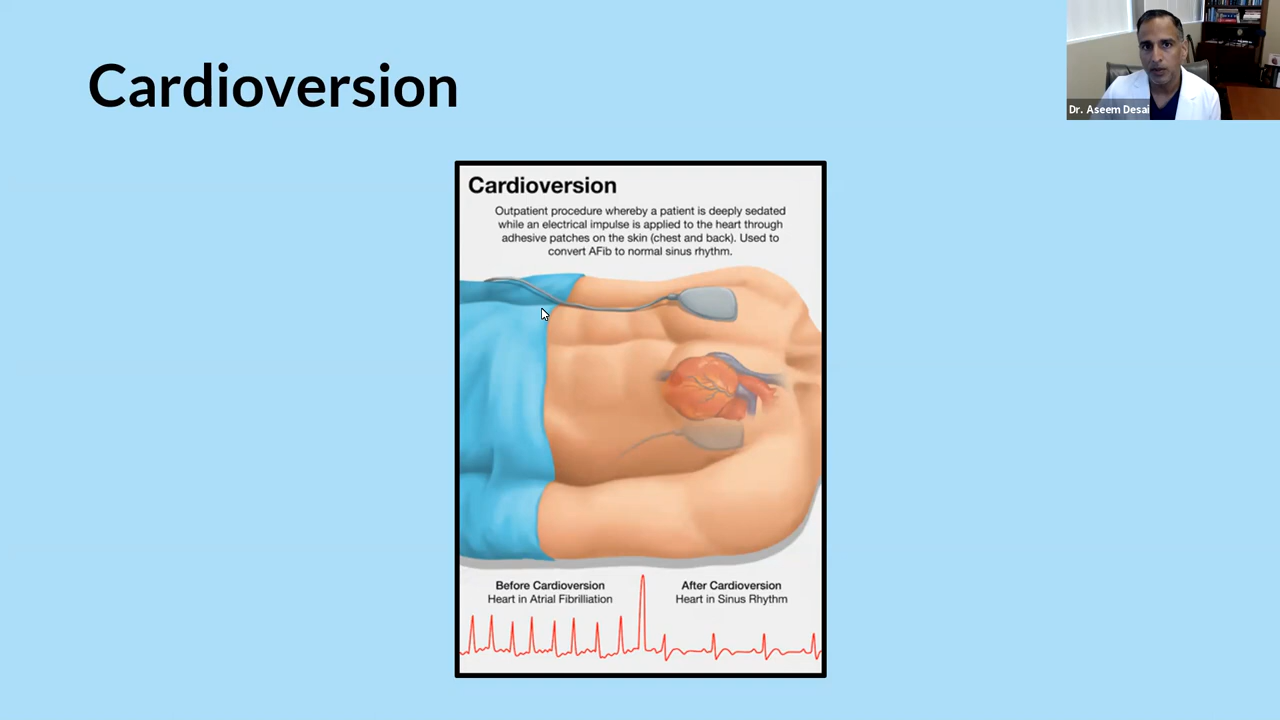 Cardioversion
Dr. Aseem Desai
Cardioversion
Outpatient procedure whereby a patient is deeply sedated
while an electrical impulse is applied to the heart through
adhesive patches on the skin (chest and back). Used to
convert AFib to normal sinus rhythm.
Before Cardioversion
Heart in Atrial Fibrilliation
After Cardioversion
Heart in Sinus Rhythm